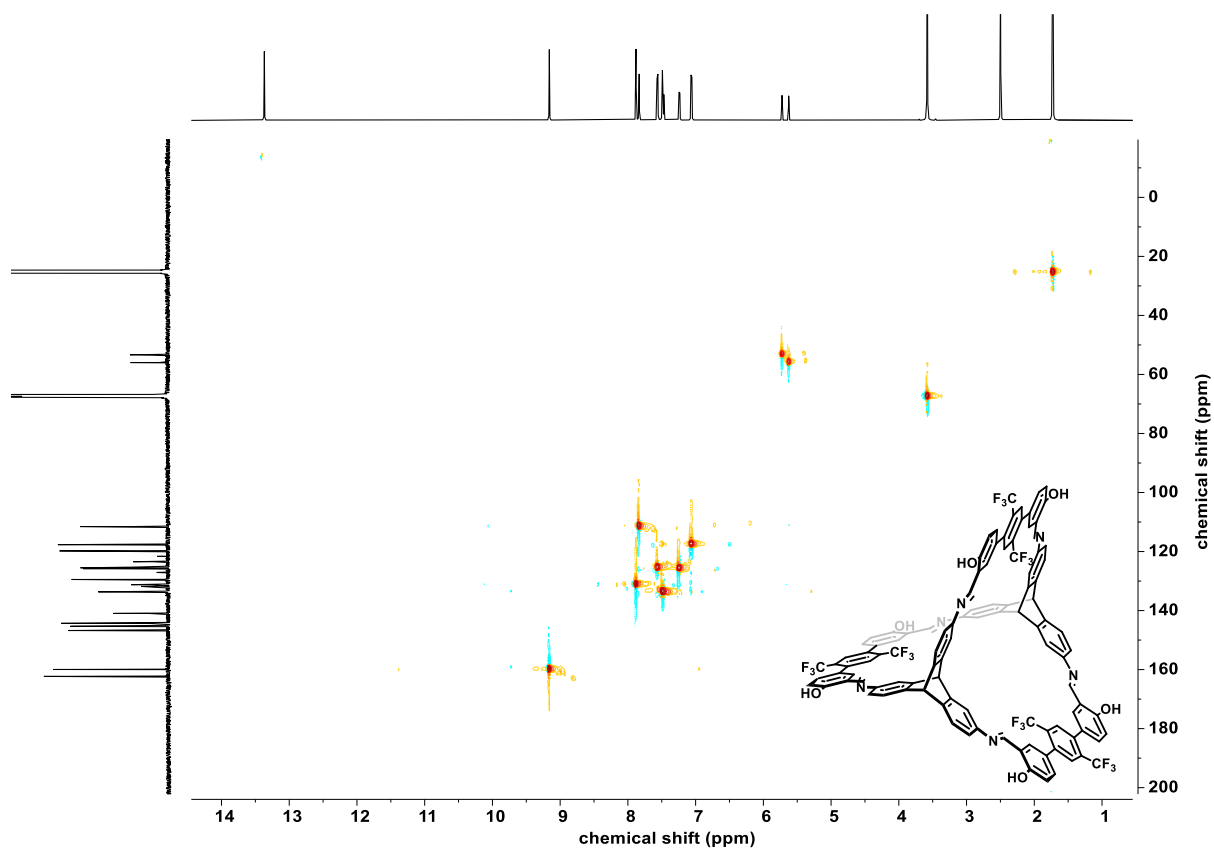 0
20
40
60
80
100
120
140
160
180
200
chemical shift (ppm)
14 13 12 11 10 9 8 7 6 5 4 3 2 1
chemical shift (ppm)
F₃C
OH
CF₃
HO
N
N
OH
N
F₃C
CF₃
N
HO
N
OH
F₃C
N
CF₃
HO